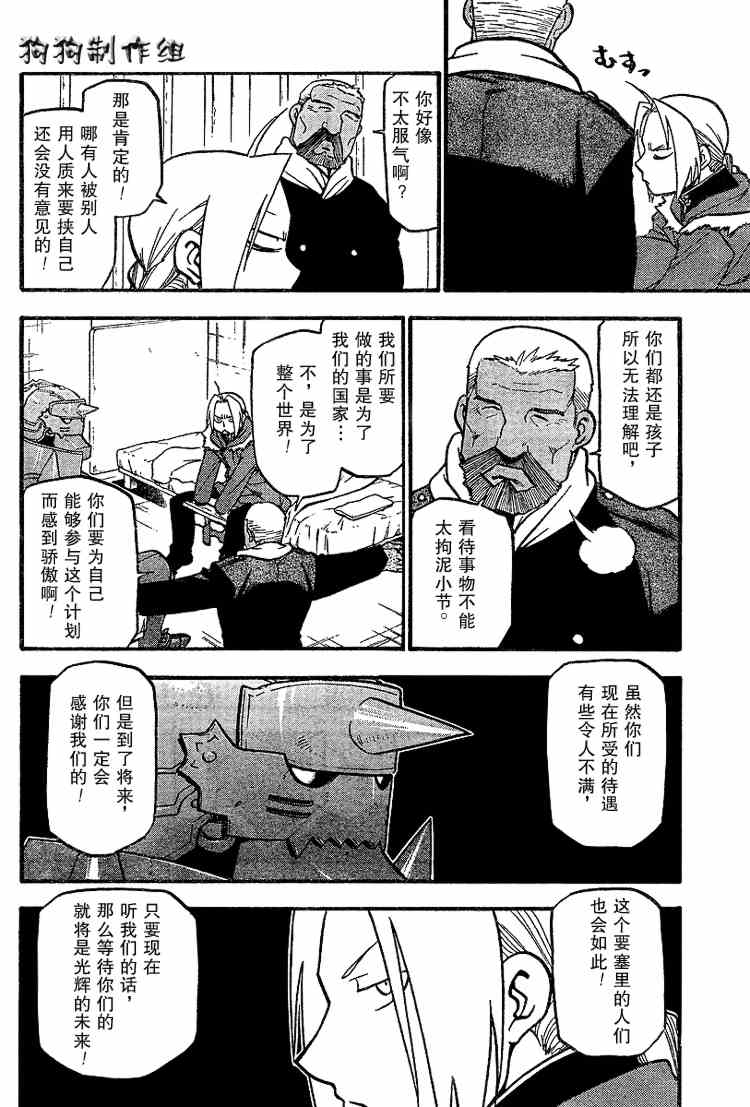 狗狗制作组
むすっ
你好像
不太服气
啊？
那是肯定的！
哪有人被别人
用人质来要挟自己
还会没有意见的！
你们都还是孩子
所以无法理解吧，
看待事物不能
太拘泥小节。
我们所要
做的事是为了
我们的国家…
不，是为了
整个世界！
你们要为自己
能够参与这个计划
而感到骄傲啊！
虽然你们
现在所受的待遇
有些令人不满，
但是到了将来，
你们一定会
感谢我们的！
这个要塞里的人们
也会如此！
只要现在
听我们的话，
那么等待你们的
就将是光辉的未来！